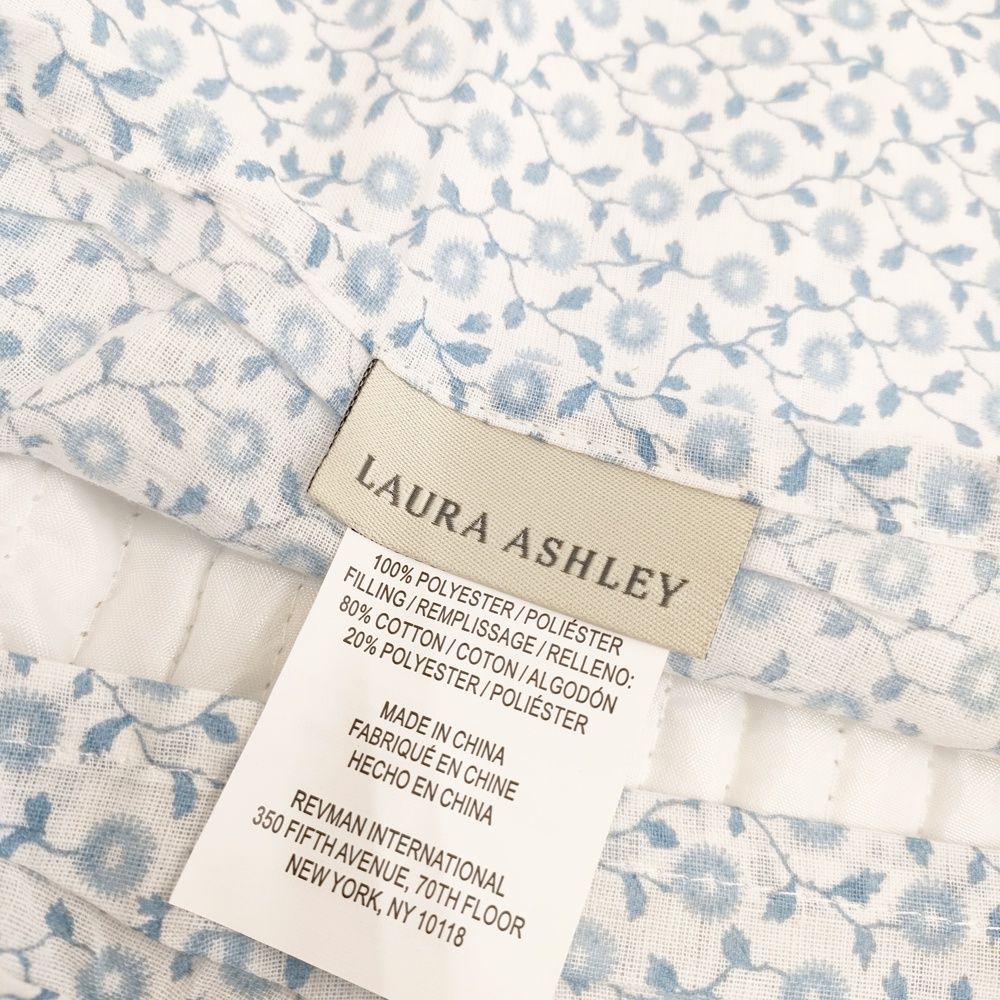 LAURA ASHLEY
100% POLYESTER / POLIÉSTER
FILLING / REMPLISSAGE / RELLENO:
80% COTTON / COTON / ALGODÓN
20% POLYESTER / POLIÉSTER
MADE IN CHINA
FABRIQUÉ EN CHINE
HECHO EN CHINA
REVMAN INTERNATIONAL
350 FIFTH AVENUE, 70TH FLOOR
NEW YORK, NY 10118